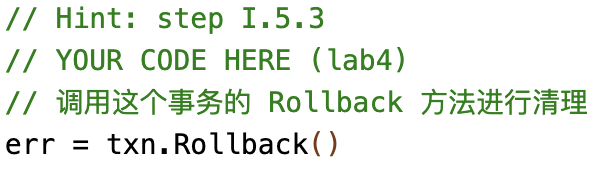 // Hint: step I.5.3
// YOUR CODE HERE (lab4)
// 调用这个事务的 Rollback 方法进行清理
err = txn.Rollback()